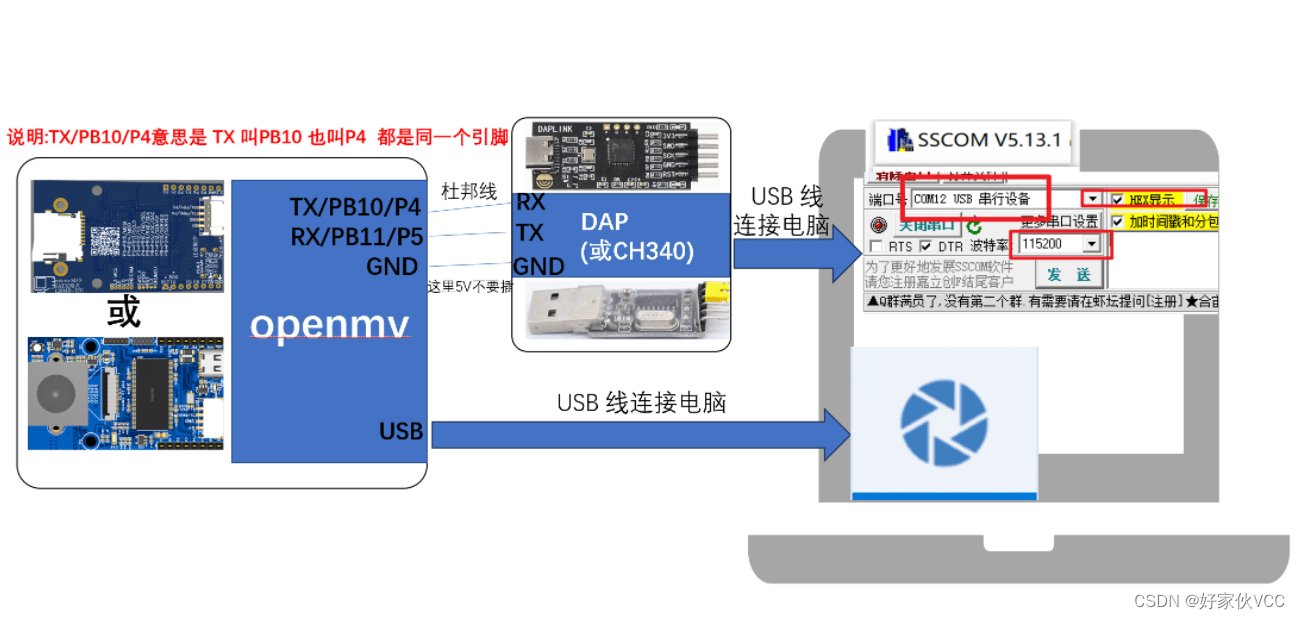 说明:TX/PB10/P4意思是 TX 叫PB10 也叫P4 都是同一个引脚
DAPLINK
3V3
SWD
SCK
GND
RST
SSCOM V5.13.1
端口号 COM12 USB 串行设备
HEX显示 保存
关闭串口
更多串口设置
加时间戳和分包
RTS DTR 波特率: 115200
为了更好地发展SSCOM软件
请您注册嘉立创F结尾客户
发 送
▲Q群满员了,没有第二个群.有需要请在虾坛提问[注册]★合宙
TX/PB10/P4
RX/PB11/P5
GND
杜邦线
RX
TX
GND
DAP
(或CH340)
USB 线
连接电脑
这里5V不要插
或
openmv
USB
USB 线连接电脑
CSDN @好家伙VCC